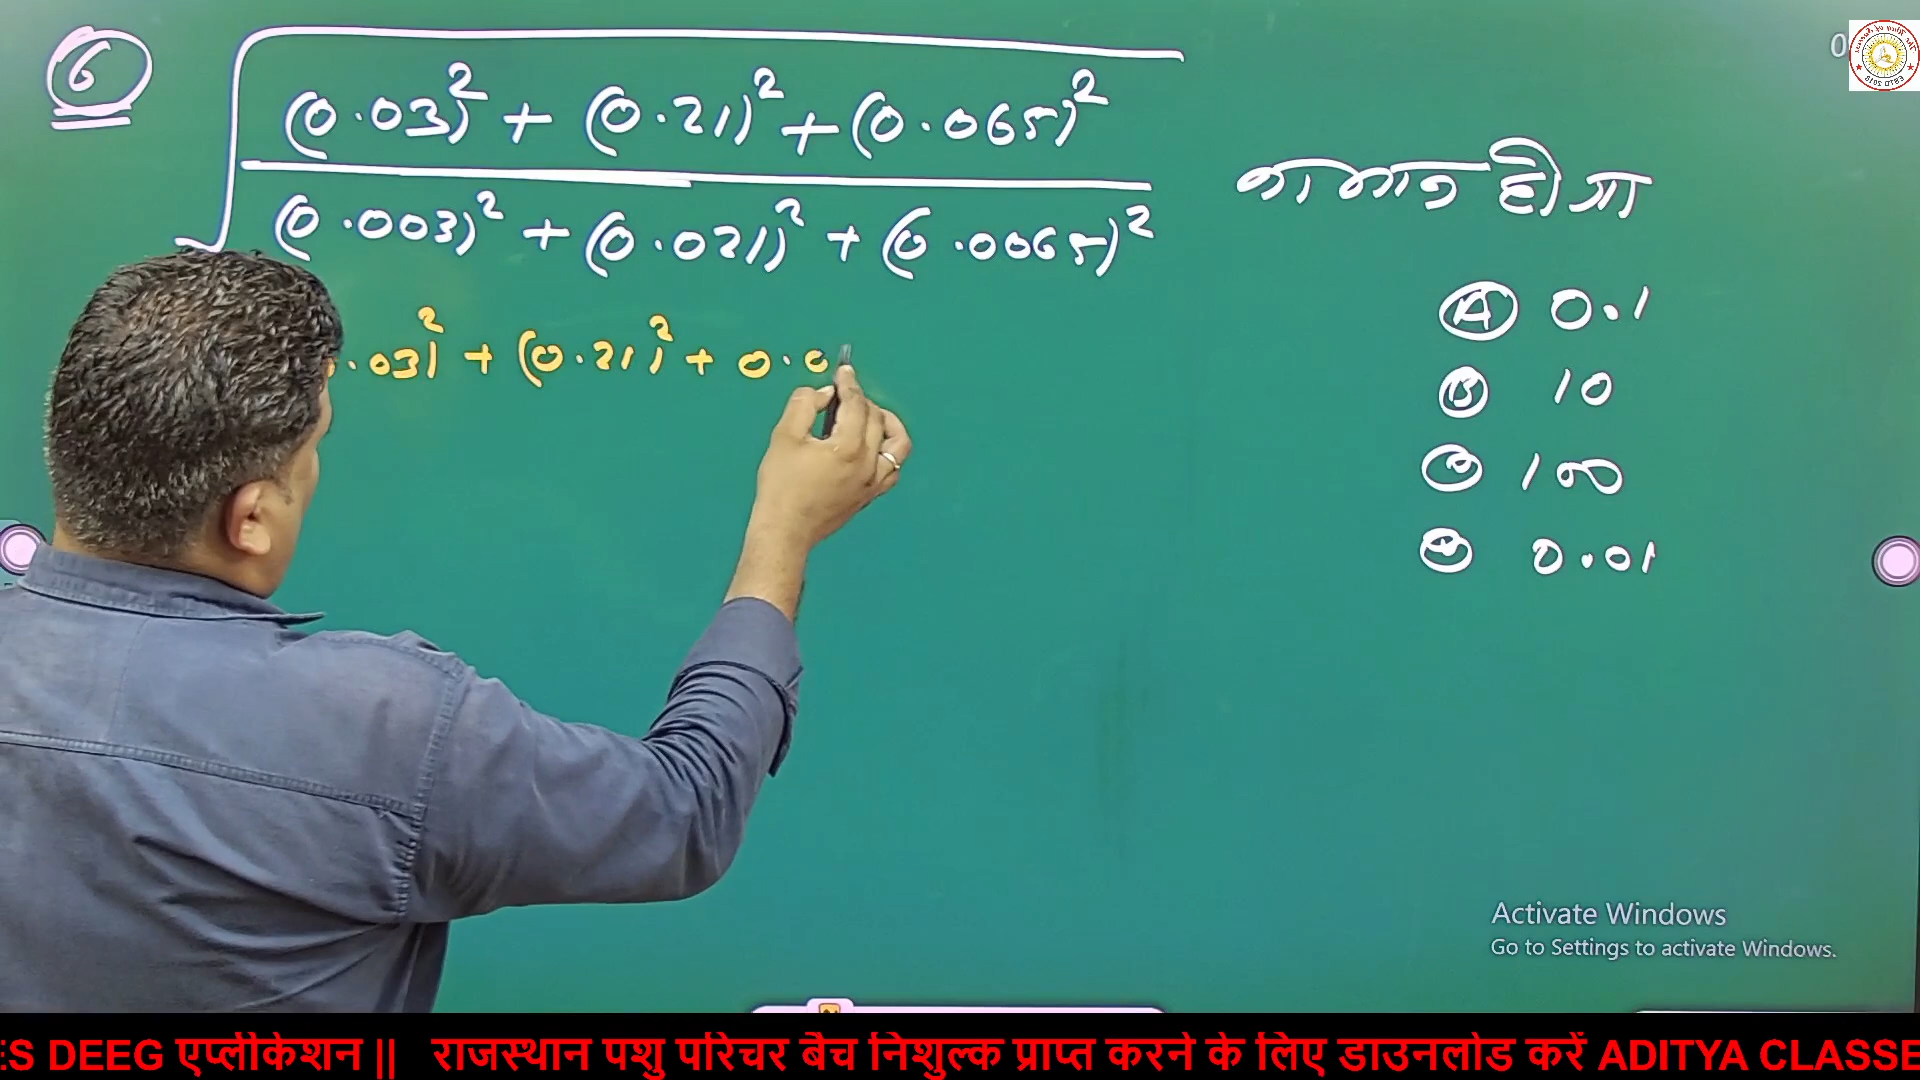 6
√ (0.03)² + (0.21)² + (0.065)²
(0.003)² + (0.021)² + (0.0065)²
का मान होगा
.03)² + (0.21)² + 0.0
A 0.1
B 10
C 100
D 0.01
Activate Windows
Go to Settings to activate Windows.
ES DEEG एप्लीकेशन || राजस्थान पशु परिचर बैच निशुल्क प्राप्त करने के लिए डाउनलोड करें ADITYA CLASSE